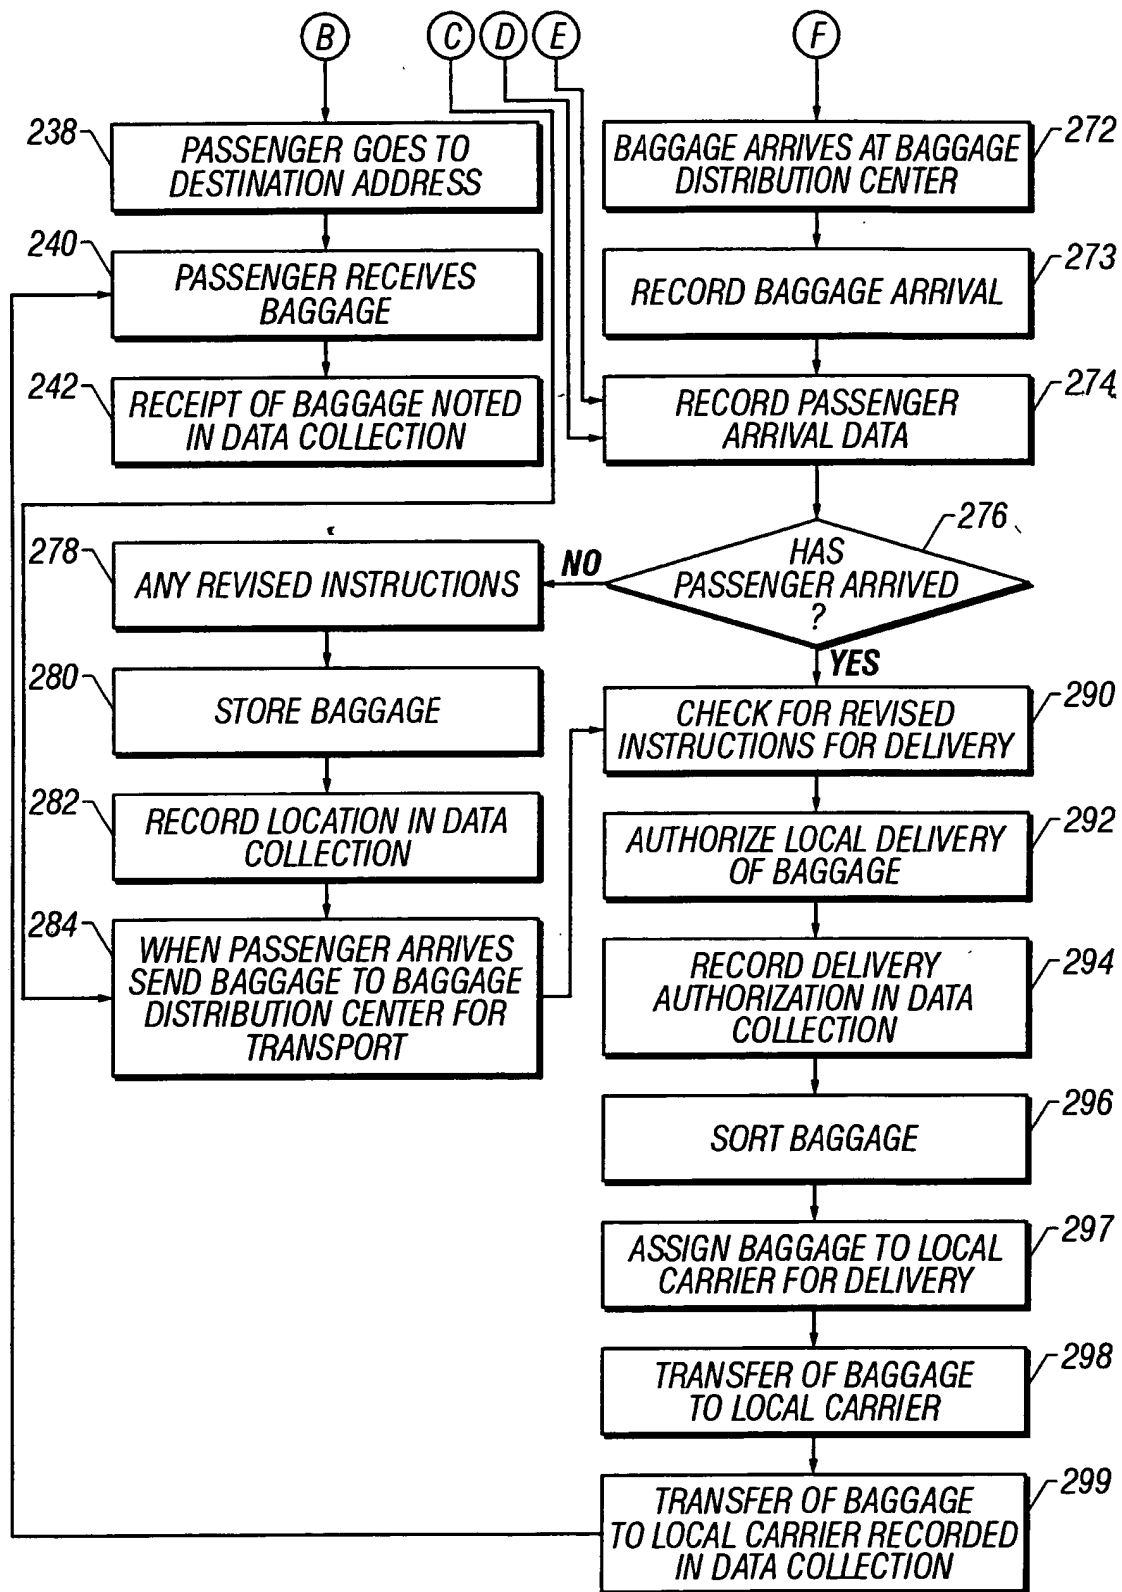 B
C
D
E
F
238
PASSENGER GOES TO
DESTINATION ADDRESS
240
PASSENGER RECEIVES
BAGGAGE
242
RECEIPT OF BAGGAGE NOTED
IN DATA COLLECTION
272
BAGGAGE ARRIVES AT BAGGAGE
DISTRIBUTION CENTER
273
RECORD BAGGAGE ARRIVAL
274
RECORD PASSENGER
ARRIVAL DATA
276
HAS
PASSENGER ARRIVED
?
NO
YES
278
ANY REVISED INSTRUCTIONS
280
STORE BAGGAGE
282
RECORD LOCATION IN DATA
COLLECTION
284
WHEN PASSENGER ARRIVES
SEND BAGGAGE TO BAGGAGE
DISTRIBUTION CENTER FOR
TRANSPORT
290
CHECK FOR REVISED
INSTRUCTIONS FOR DELIVERY
292
AUTHORIZE LOCAL DELIVERY
OF BAGGAGE
294
RECORD DELIVERY
AUTHORIZATION IN DATA
COLLECTION
296
SORT BAGGAGE
297
ASSIGN BAGGAGE TO LOCAL
CARRIER FOR DELIVERY
298
TRANSFER OF BAGGAGE
TO LOCAL CARRIER
299
TRANSFER OF BAGGAGE
TO LOCAL CARRIER RECORDED
IN DATA COLLECTION